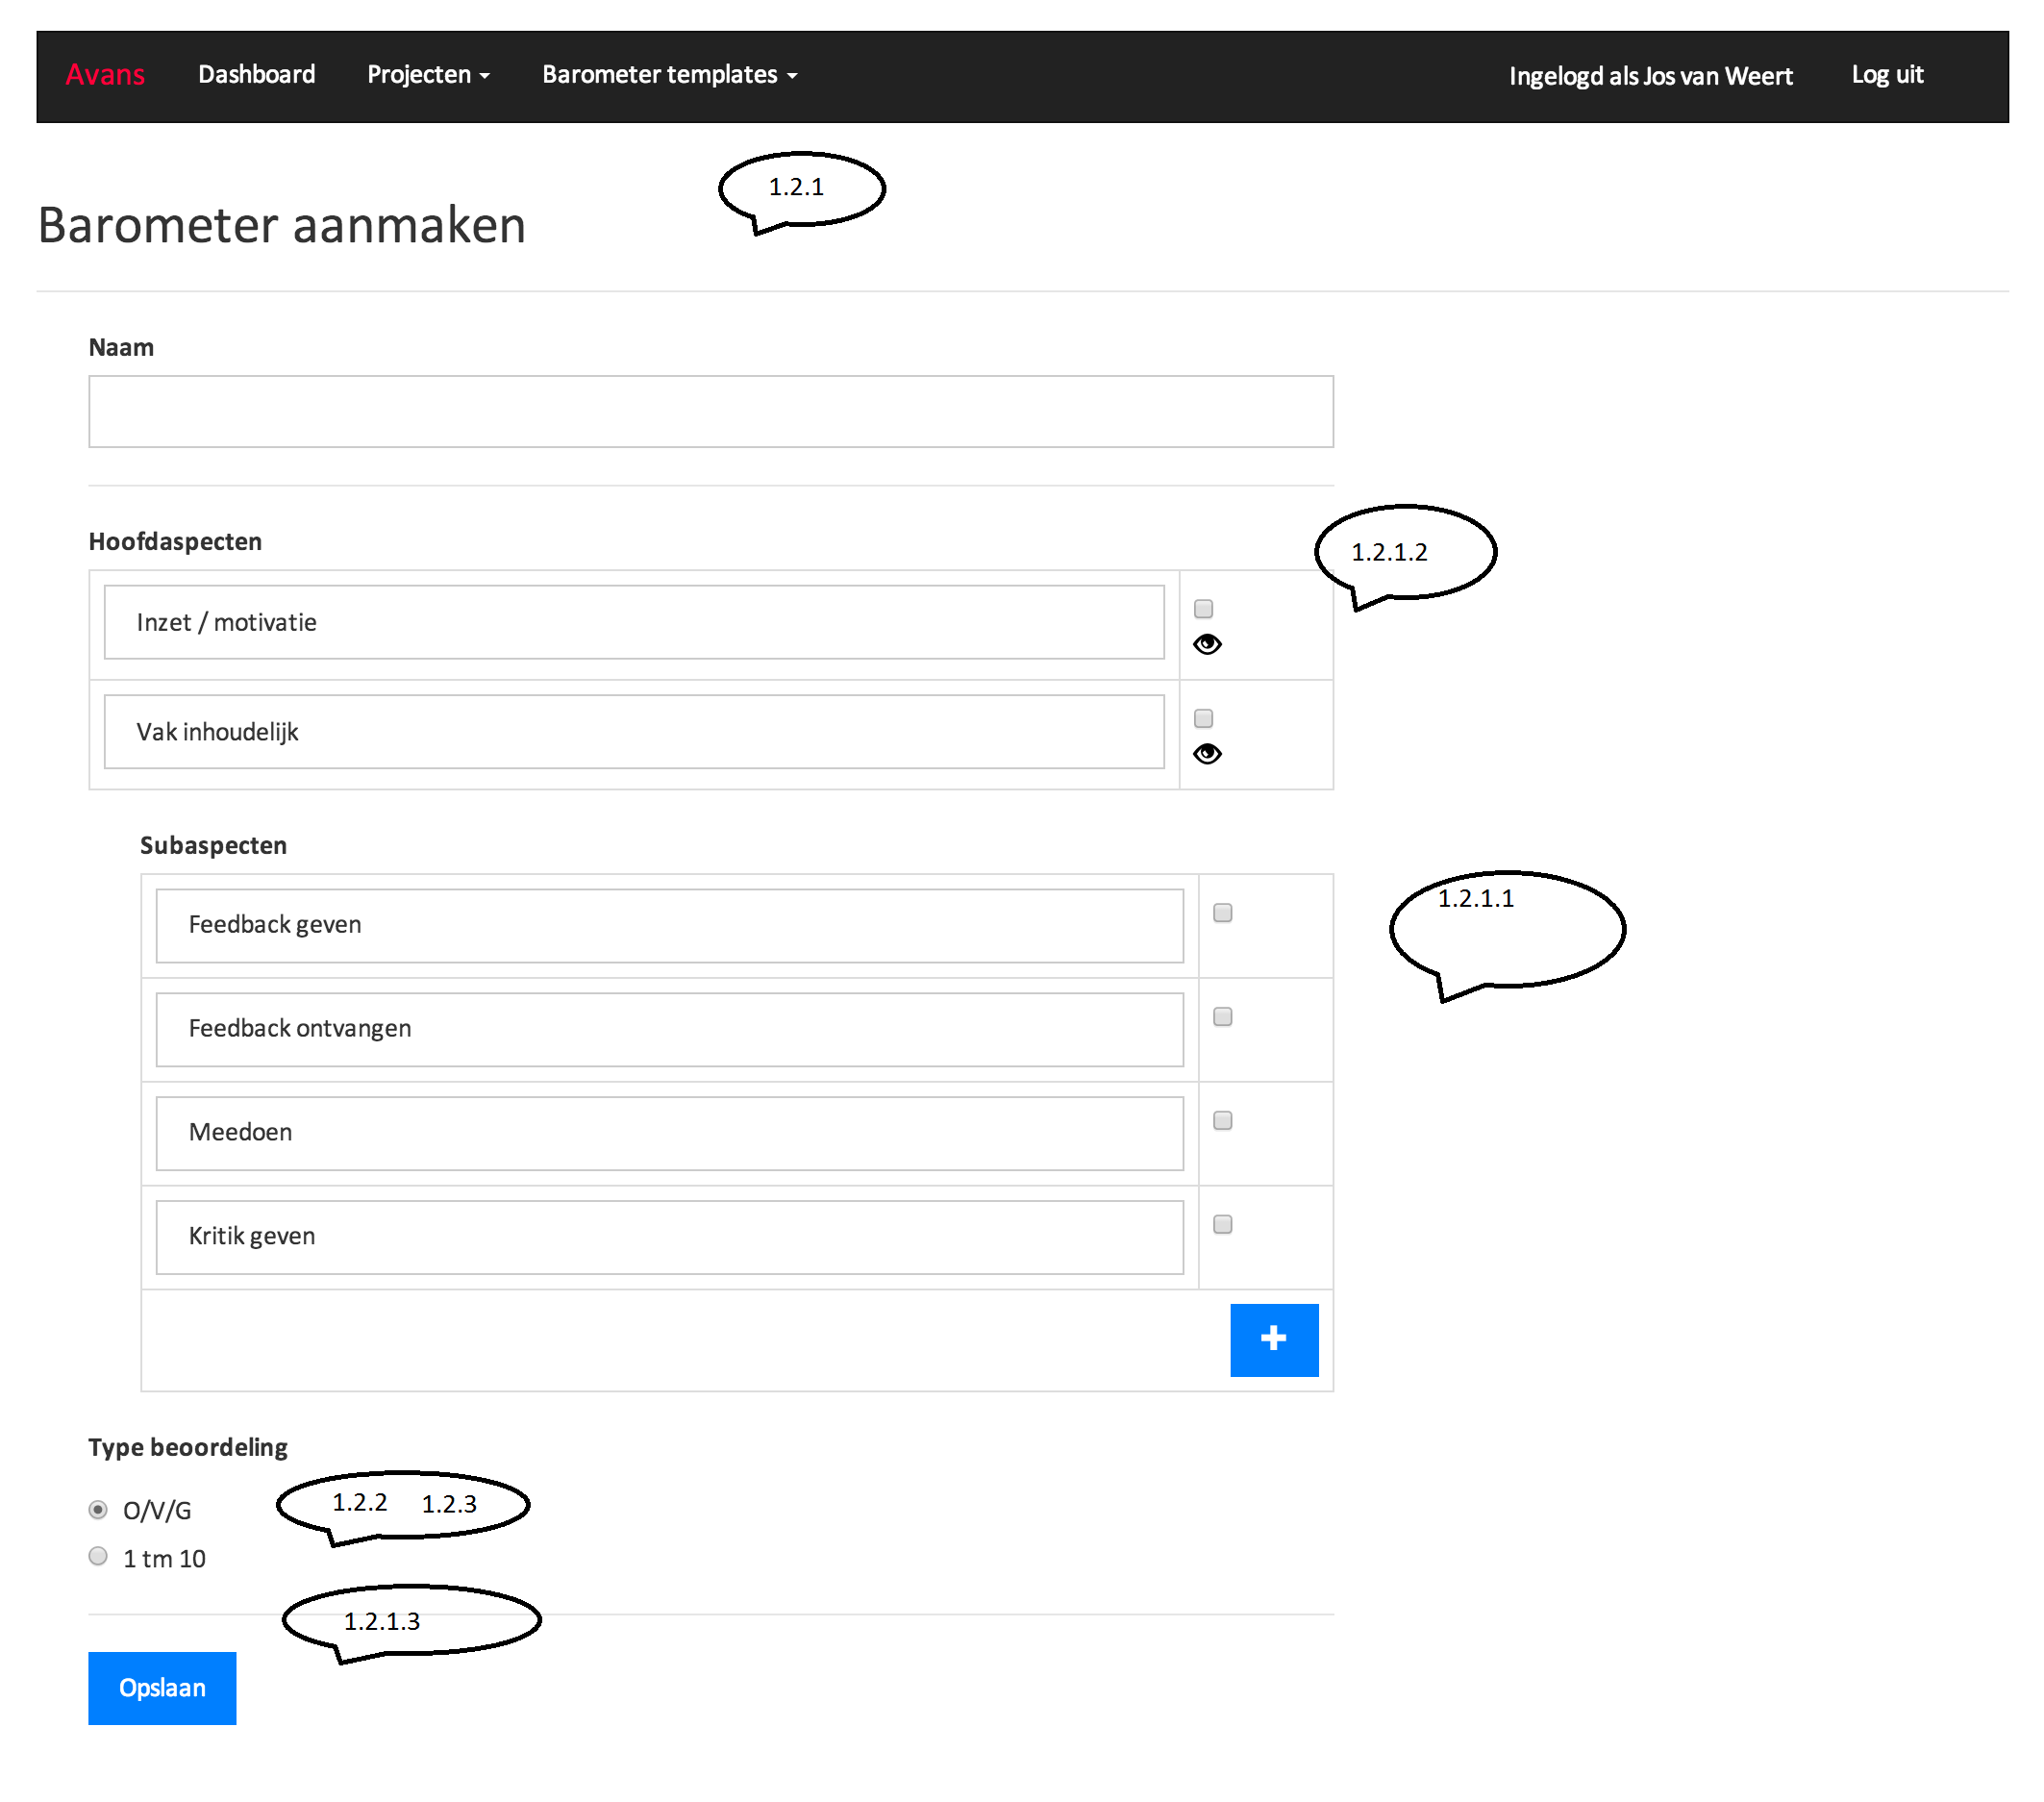 Avans Dashboard Projecten Barometer templates Ingelogd als Jos van Weert Log uit
1.2.1
Barometer aanmaken
Naam
Hoofdaspecten
1.2.1.2
Inzet / motivatie
Vak inhoudelijk
Subaspecten
1.2.1.1
Feedback geven
Feedback ontvangen
Meedoen
Kritik geven
Type beoordeling
O/V/G
1.2.2 1.2.3
1 tm 10
1.2.1.3
Opslaan